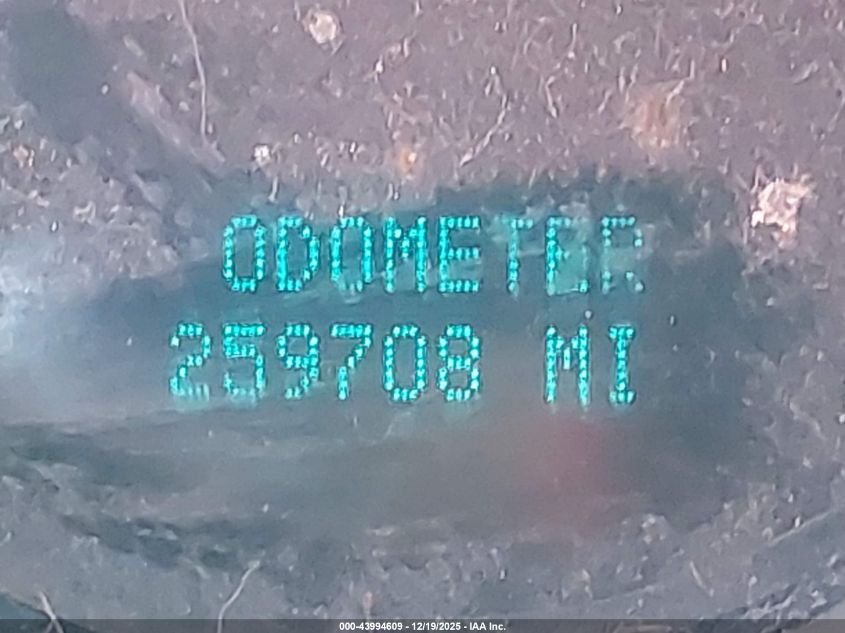 ODOMETER
259708 MI
000-43994609 - 12/19/2025 - IAA Inc.